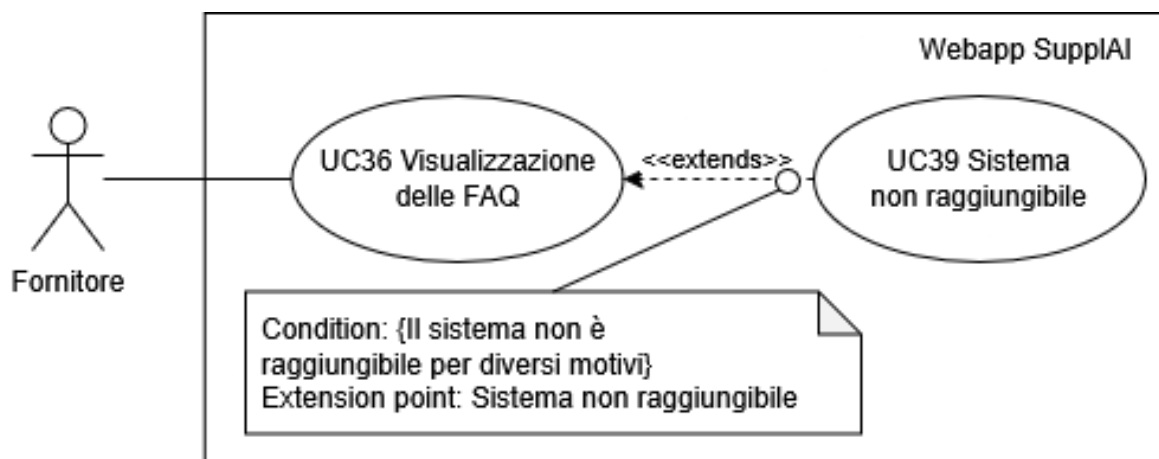 Webapp SupplAI
Fornitore
UC36 Visualizzazione
delle FAQ
<<extends>>
UC39 Sistema
non raggiungibile
Condition: {Il sistema non è
raggiungibile per diversi motivi}
Extension point: Sistema non raggiungibile